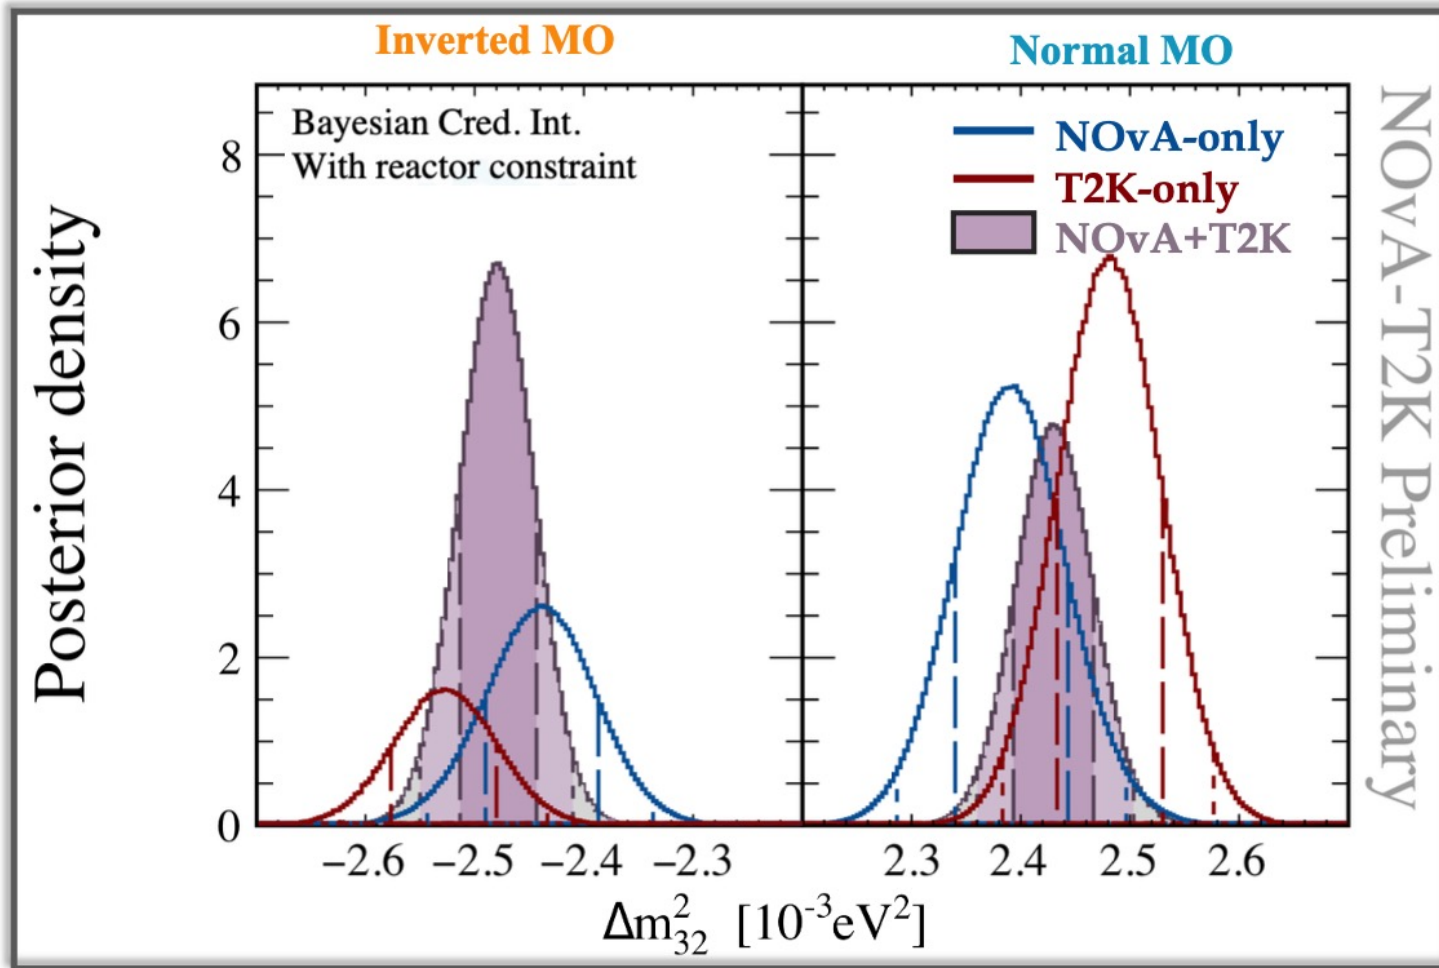 Inverted MO
Normal MO
Bayesian Cred. Int.
With reactor constraint
NOvA-only
T2K-only
NOvA+T2K
NOvA-T2K Preliminary
Posterior density
8
6
4
2
0
−2.6 −2.5 −2.4 −2.3 2.3 2.4 2.5 2.6
Δm²₃₂ [10⁻³eV²]